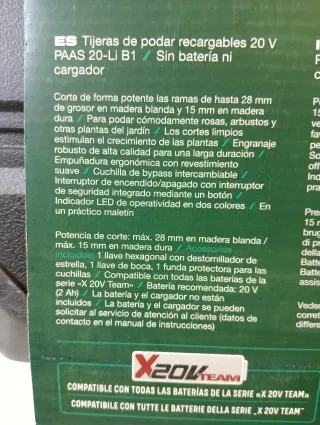 ES Tijeras de podar recargables 20 V
PAAS 20-Li B1 / Sin batería ni
cargador
Corta de forma potente las ramas de hasta 28 mm
de grosor en madera blanda y 15 mm en madera
dura / Para podar cómodamente rosas, arbustos y
otras plantas del jardín / Los cortes limpios
estimulan el crecimiento de las plantas / Engranaje
robusto de alta calidad para una larga duración /
Empuñadura ergonómica con revestimiento
suave / Cuchilla de bypass intercambiable /
Interruptor de encendido/apagado con interruptor
de seguridad integrado mediante un botón /
Indicador LED de operatividad en dos colores / En
un práctico maletín
Potencia de corte: máx. 28 mm en madera blanda/
máx. 15 mm en madera dura / Accesorios
incluidos: 1 llave hexagonal con destornillador de
estrella, 1 llave de boca, 1 funda protectora para las
cuchillas / Compatible con todas las baterías de la
serie «X 20V Team» / Batería recomendada: 20 V
(2 Ah) / La batería y el cargador no están
incluidos / La batería y el cargador se pueden
solicitar al servicio de atención al cliente (datos de
contacto en el manual de instrucciones)
X20V TEAM
COMPATIBLE CON TODAS LAS BATERÍAS DE LA SERIE «X 20V TEAM»
COMPATIBILE CON TUTTE LE BATTERIE DELLA SERIE „X 20V TEAM"